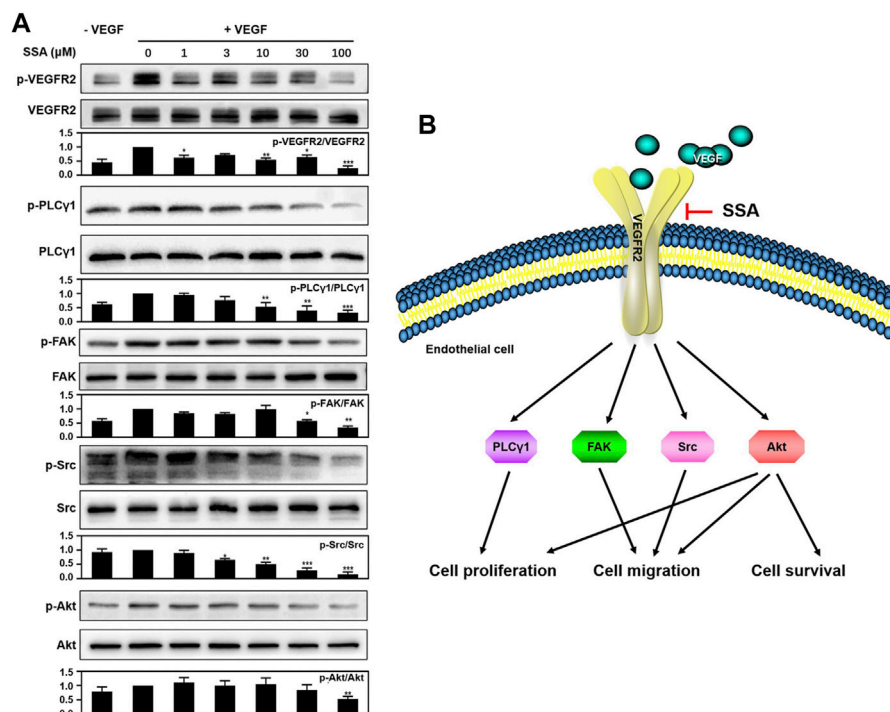 A
- VEGF + VEGF
SSA (μM) 0 1 3 10 30 100
p-VEGFR2
VEGFR2
1.5
1.0
0.5
0.0
p-VEGFR2/VEGFR2
* ** * ***
p-PLCγ1
PLCγ1
1.5
1.0
0.5
0.0
p-PLCγ1/PLCγ1
** ** ***
p-FAK
FAK
1.5
1.0
0.5
0.0
p-FAK/FAK
* **
p-Src
Src
1.5
1.0
0.5
0.0
p-Src/Src
* ** *** ***
p-Akt
Akt
1.5
1.0
0.5
0.0
p-Akt/Akt
**
B
VEGF
SSA
VEGFR2
Endothelial cell
PLCγ1 FAK Src Akt
Cell proliferation Cell migration Cell survival